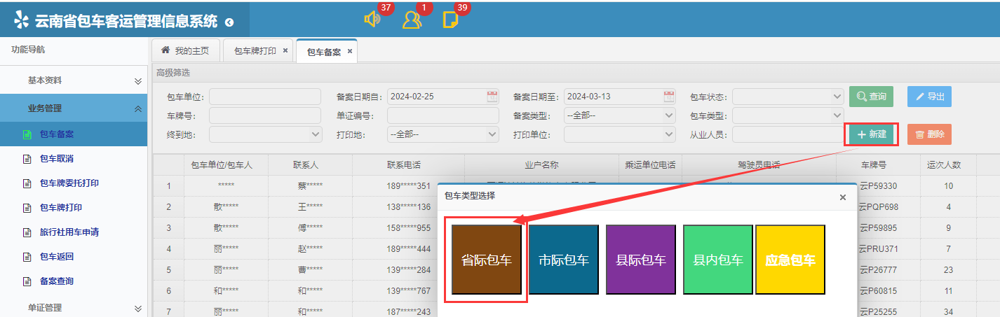 云南省包车客运管理信息系统
37
1
39
功能导航
我的主页
包车牌打印
包车备案
高级筛选
基本资料
业务管理
包车备案
包车取消
包车牌委托打印
包车牌打印
旅行社用车申请
包车返回
备案查询
单证管理
包车单位:
备案日期自: 2024-02-25
备案日期至: 2024-03-13
包车状态:
查询
导出
车牌号:
单证编号:
备案类型: --全部--
包车类型:
终到地:
打印地: --全部--
打印单位:
从业人员:
新建
删除
包车单位/包车人 联系人 联系电话 业户名称 乘运单位电话 驾驶员电话 车牌号 运次人数
1 ***** 蔡***** 189*****351 云P59330 10
2 散***** 王***** 138*****136 云PQP698 4
3 散***** 傅***** 158*****955 云P59895 9
4 丽***** 赵***** 189*****444 云PRU371 7
5 丽***** 曹***** 139*****284 云P26777 23
6 和***** 和***** 139*****767 云P60815 11
7 丽***** 和***** 187*****243 云P25255 34
包车类型选择
省际包车
市际包车
县际包车
县内包车
应急包车